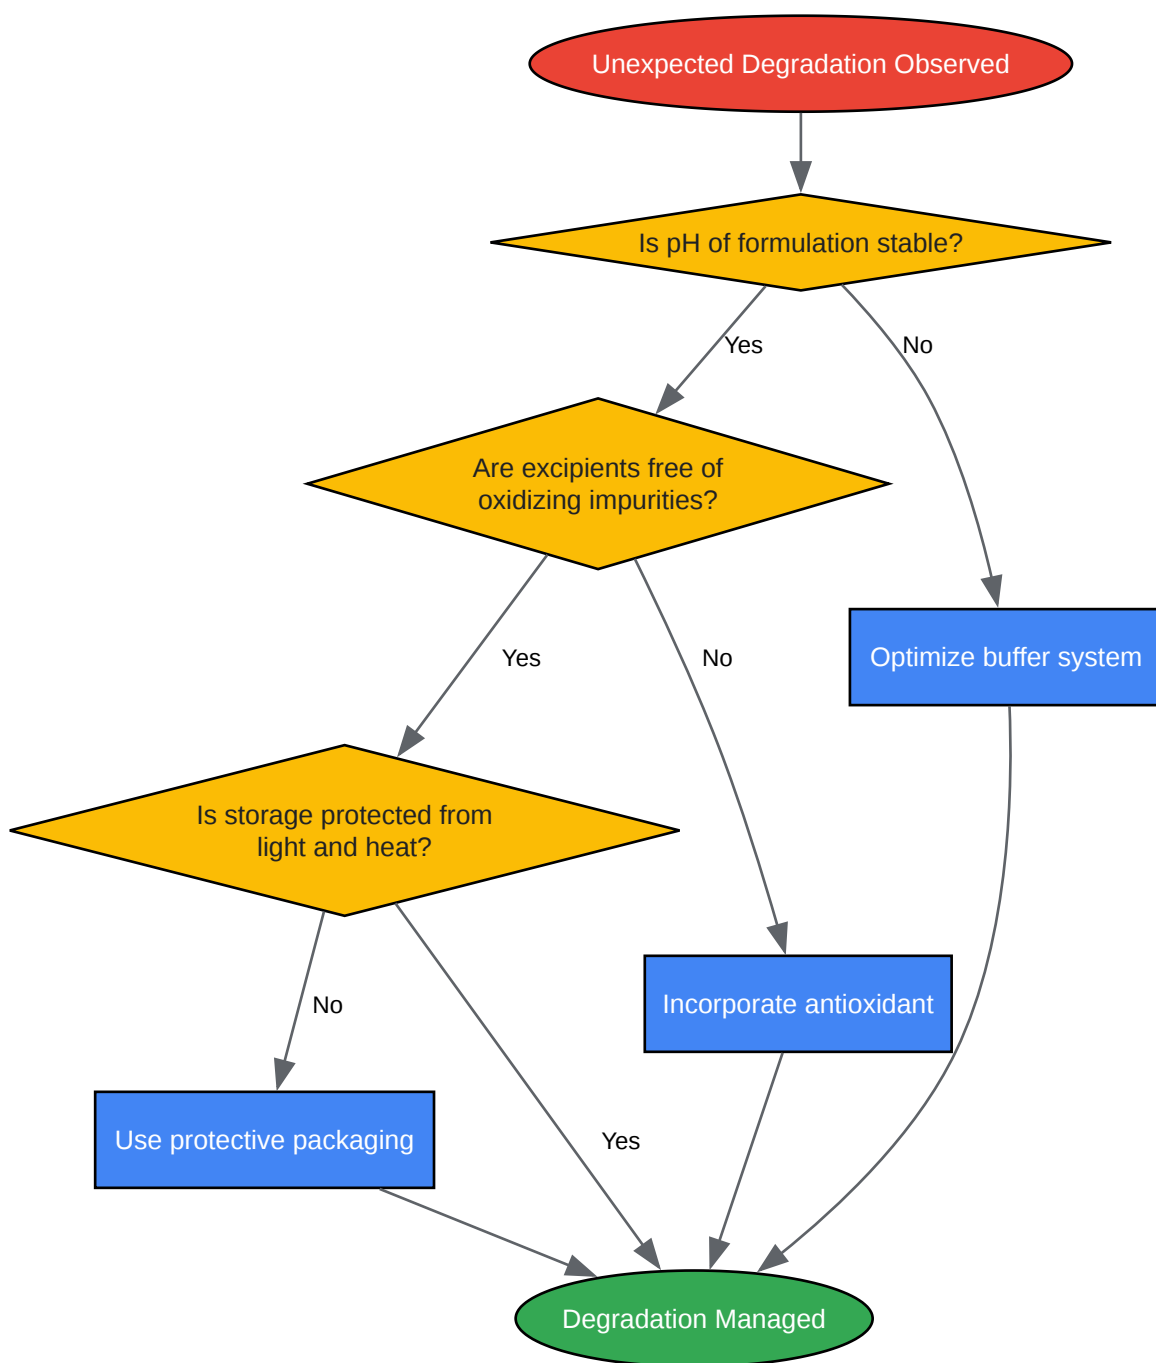 Unexpected Degradation Observed
Is pH of formulation stable?
Yes
No
Are excipients free of
oxidizing impurities?
Yes
No
Optimize buffer system
Is storage protected from
light and heat?
No
Incorporate antioxidant
Use protective packaging
Yes
Degradation Managed